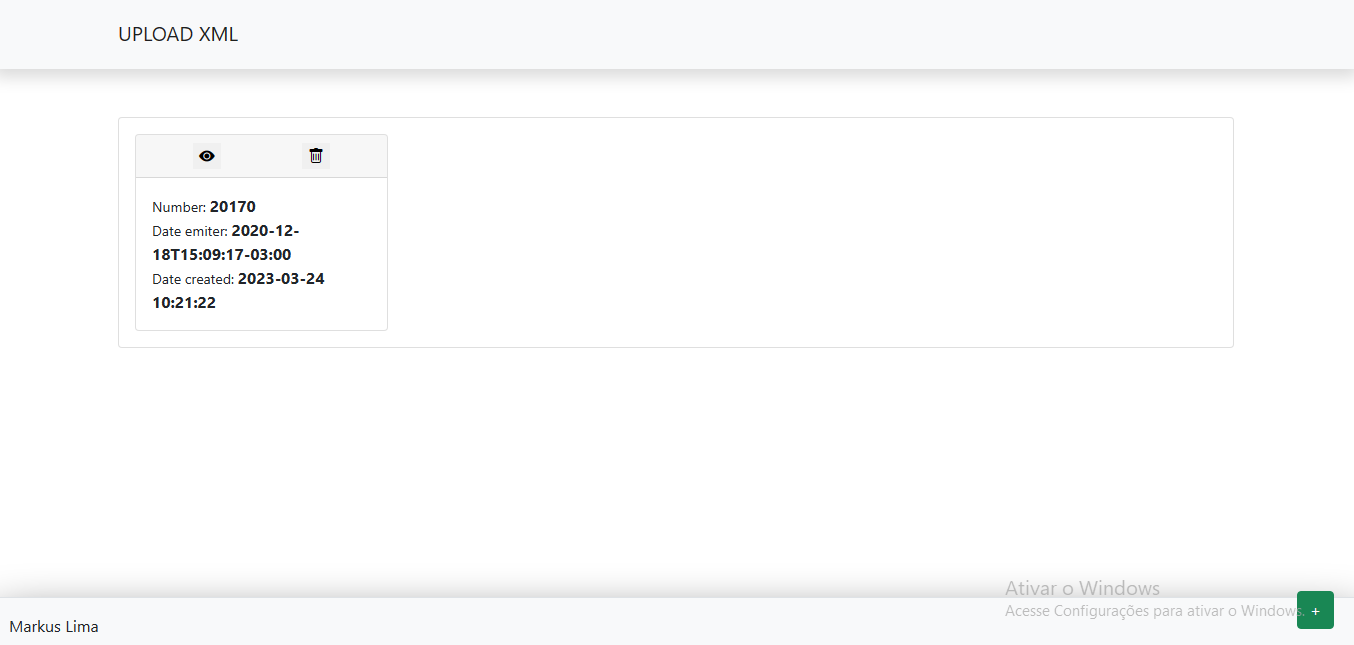 UPLOAD XML
Number: 20170
Date emiter: 2020-12-
18T15:09:17-03:00
Date created: 2023-03-24
10:21:22
Ativar o Windows
Acesse Configurações para ativar o Windows.
+
Markus Lima